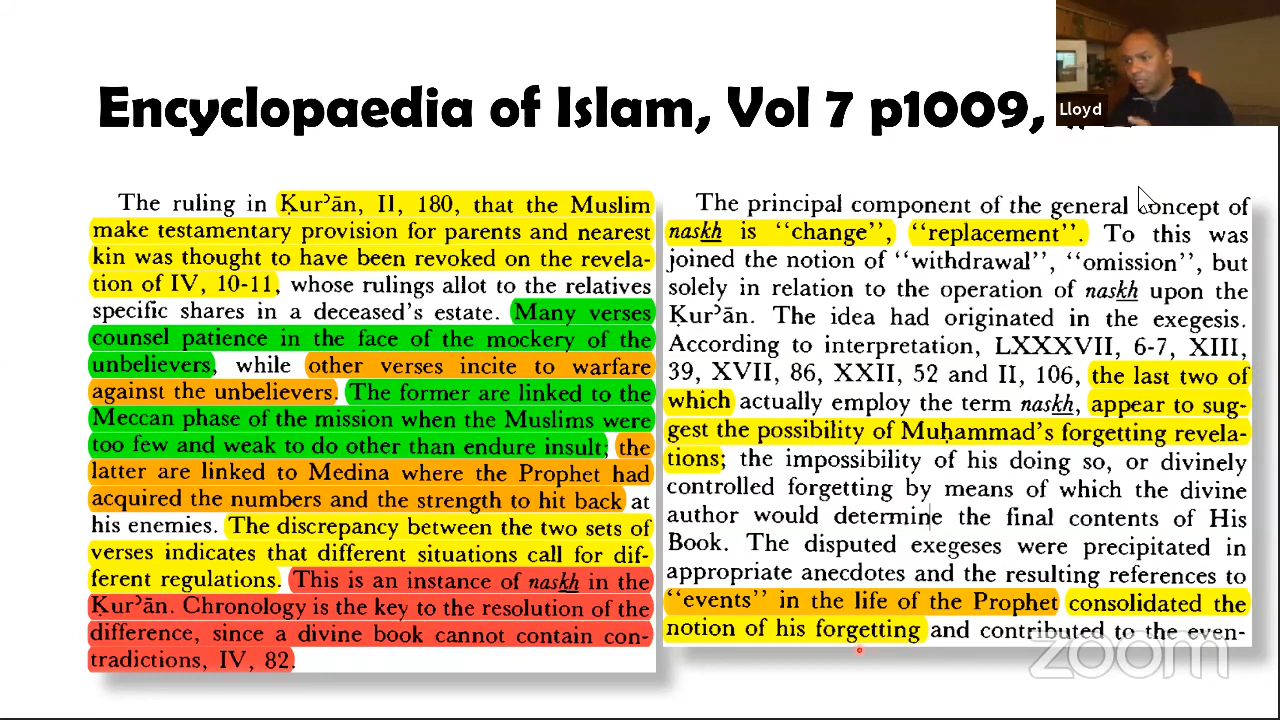 Encyclopaedia of Islam, Vol 7 p1009,
Lloyd
The ruling in Ḳurʾān, II, 180, that the Muslim
make testamentary provision for parents and nearest
kin was thought to have been revoked on the revela-
tion of IV, 10-11, whose rulings allot to the relatives
specific shares in a deceased's estate. Many verses
counsel patience in the face of the mockery of the
unbelievers, while other verses incite to warfare
against the unbelievers. The former are linked to the
Meccan phase of the mission when the Muslims were
too few and weak to do other than endure insult; the
latter are linked to Medina where the Prophet had
acquired the numbers and the strength to hit back at
his enemies. The discrepancy between the two sets of
verses indicates that different situations call for dif-
ferent regulations. This is an instance of naskh in the
Ḳurʾān. Chronology is the key to the resolution of the
difference, since a divine book cannot contain con-
tradictions, IV, 82.
The principal component of the general concept of
naskh is ‘‘change’’, ‘‘replacement’’. To this was
joined the notion of ‘‘withdrawal’’, ‘‘omission’’, but
solely in relation to the operation of naskh upon the
Ḳurʾān. The idea had originated in the exegesis.
According to interpretation, LXXXVII, 6-7, XIII,
39, XVII, 86, XXII, 52 and II, 106, the last two of
which actually employ the term naskh, appear to sug-
gest the possibility of Muḥammad's forgetting revela-
tions; the impossibility of his doing so, or divinely
controlled forgetting by means of which the divine
author would determine the final contents of His
Book. The disputed exegeses were precipitated in
appropriate anecdotes and the resulting references to
‘‘events’’ in the life of the Prophet consolidated the
notion of his forgetting and contributed to the even-
zoom